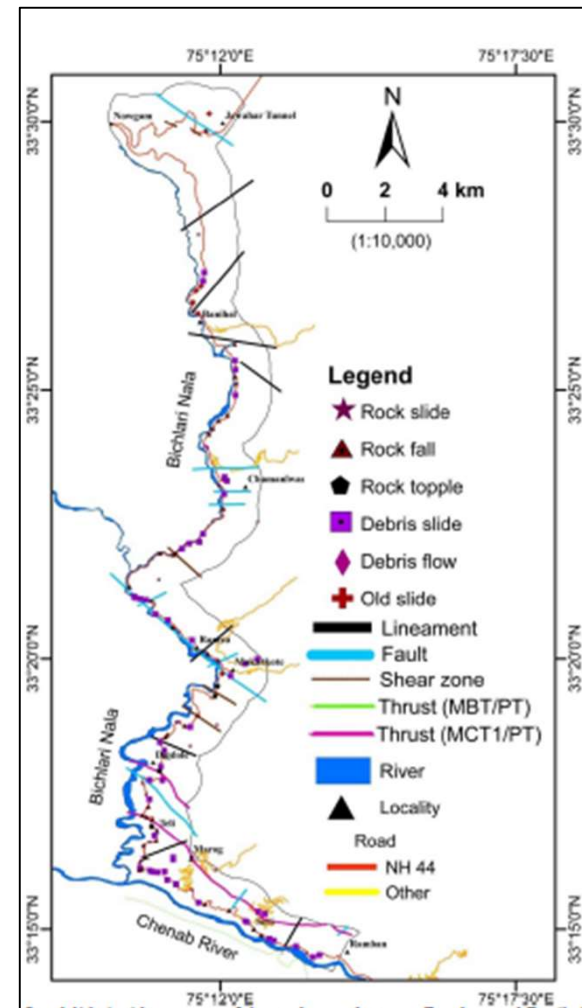 75°12'0"E 75°17'30"E
33°30'0"N 33°30'0"N
Nowgam Jawahar Tunnel
N
0 2 4 km
(1:10,000)
Banihal
33°25'0"N 33°25'0"N
Legend
Bichlari Nala
Rock slide
Rock fall
Chamanlwas
Rock topple
Debris slide
Debris flow
Old slide
Lineament
Fault
33°20'0"N 33°20'0"N
Shear zone
Thrust (MBT/PT)
Thrust (MCT1/PT)
Bichlari Nala
River
Locality
Road
NH 44
Marog
Other
Chenab River
Ramban
33°15'0"N 33°15'0"N
75°12'0"E 75°17'30"E